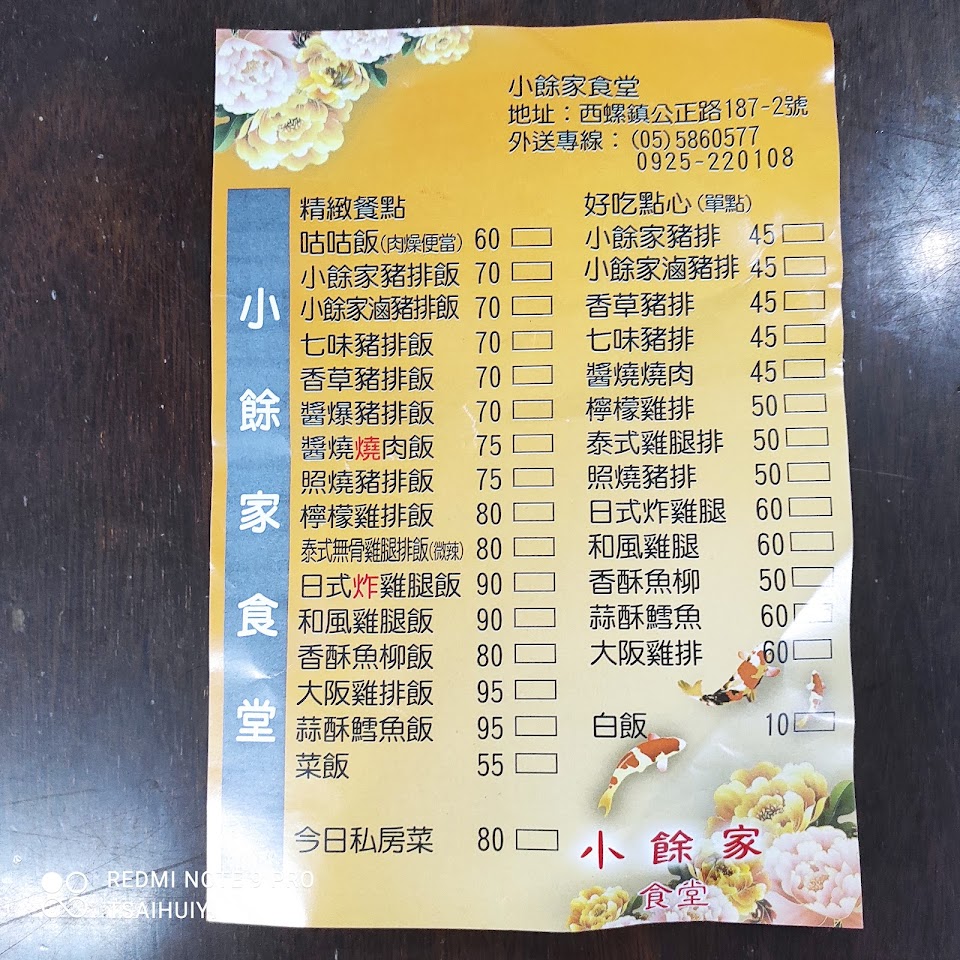 小餘家食堂
地址：西螺鎮公正路187-2號
外送專線：(05)5860577
0925-220108
小餘家食堂
精緻餐點
咕咕飯(肉燥便當) 60
小餘家豬排飯 70
小餘家滷豬排飯 70
七味豬排飯 70
香草豬排飯 70
醬爆豬排飯 70
醬燒燒肉飯 75
照燒豬排飯 75
檸檬雞排飯 80
泰式無骨雞腿排飯(微辣) 80
日式炸雞腿飯 90
和風雞腿飯 90
香酥魚柳飯 80
大阪雞排飯 95
蒜酥鱈魚飯 95
菜飯 55
今日私房菜 80
好吃點心(單點)
小餘家豬排 45
小餘家滷豬排 45
香草豬排 45
七味豬排 45
醬燒燒肉 45
檸檬雞排 50
泰式雞腿排 50
照燒豬排 50
日式炸雞腿 60
和風雞腿 60
香酥魚柳 50
蒜酥鱈魚 60
大阪雞排 60
白飯 10
小餘家
食堂
REDMI NOTE 9 PRO
TSAIHUIY